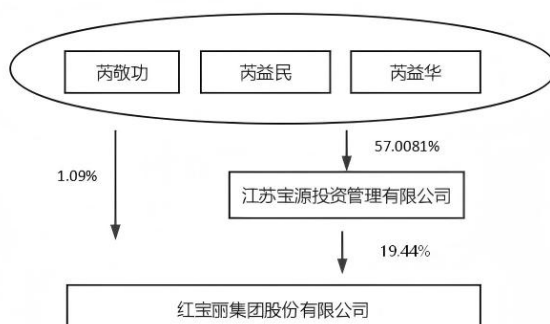 芮敬功 芮益民 芮益华
57.0081%
1.09%
江苏宝源投资管理有限公司
19.44%
红宝丽集团股份有限公司